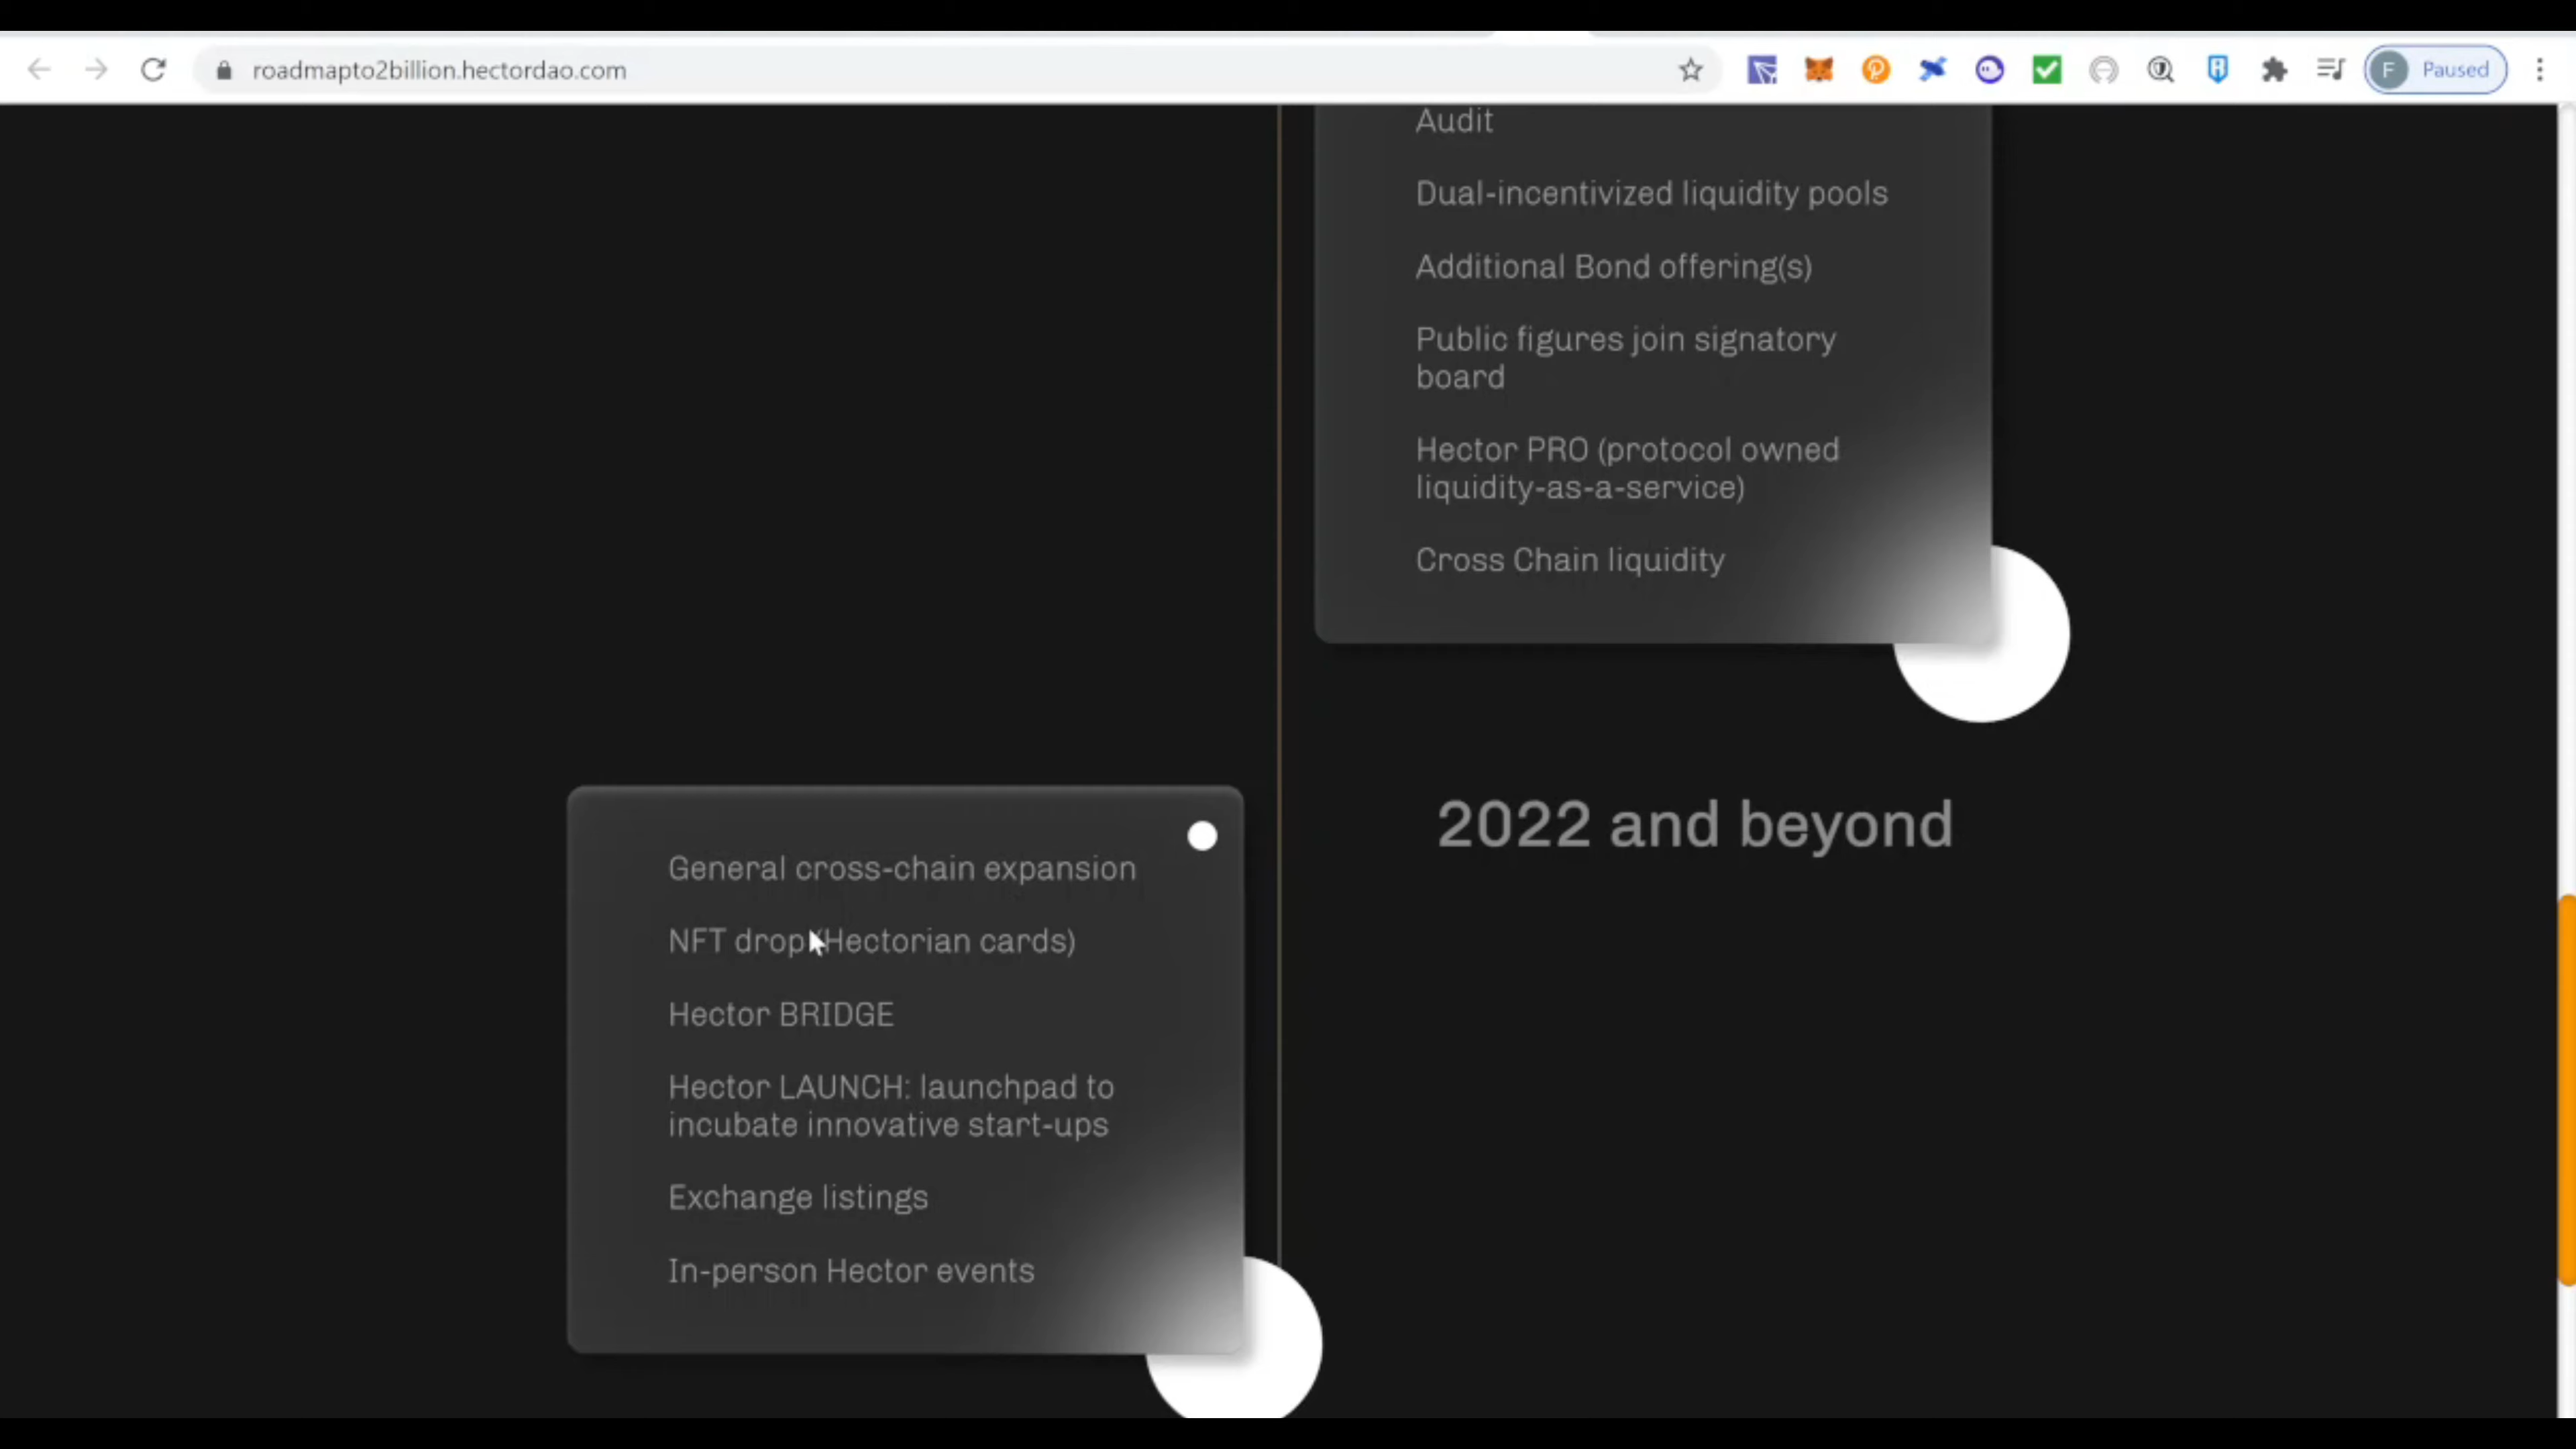 roadmapto2billion.hectordao.com
F
Paused
Audit
Dual-incentivized liquidity pools
Additional Bond offering(s)
Public figures join signatory
board
Hector PRO (protocol owned
liquidity-as-a-service)
Cross Chain liquidity
2022 and beyond
General cross-chain expansion
NFT drop (Hectorian cards)
Hector BRIDGE
Hector LAUNCH: launchpad to
incubate innovative start-ups
Exchange listings
In-person Hector events